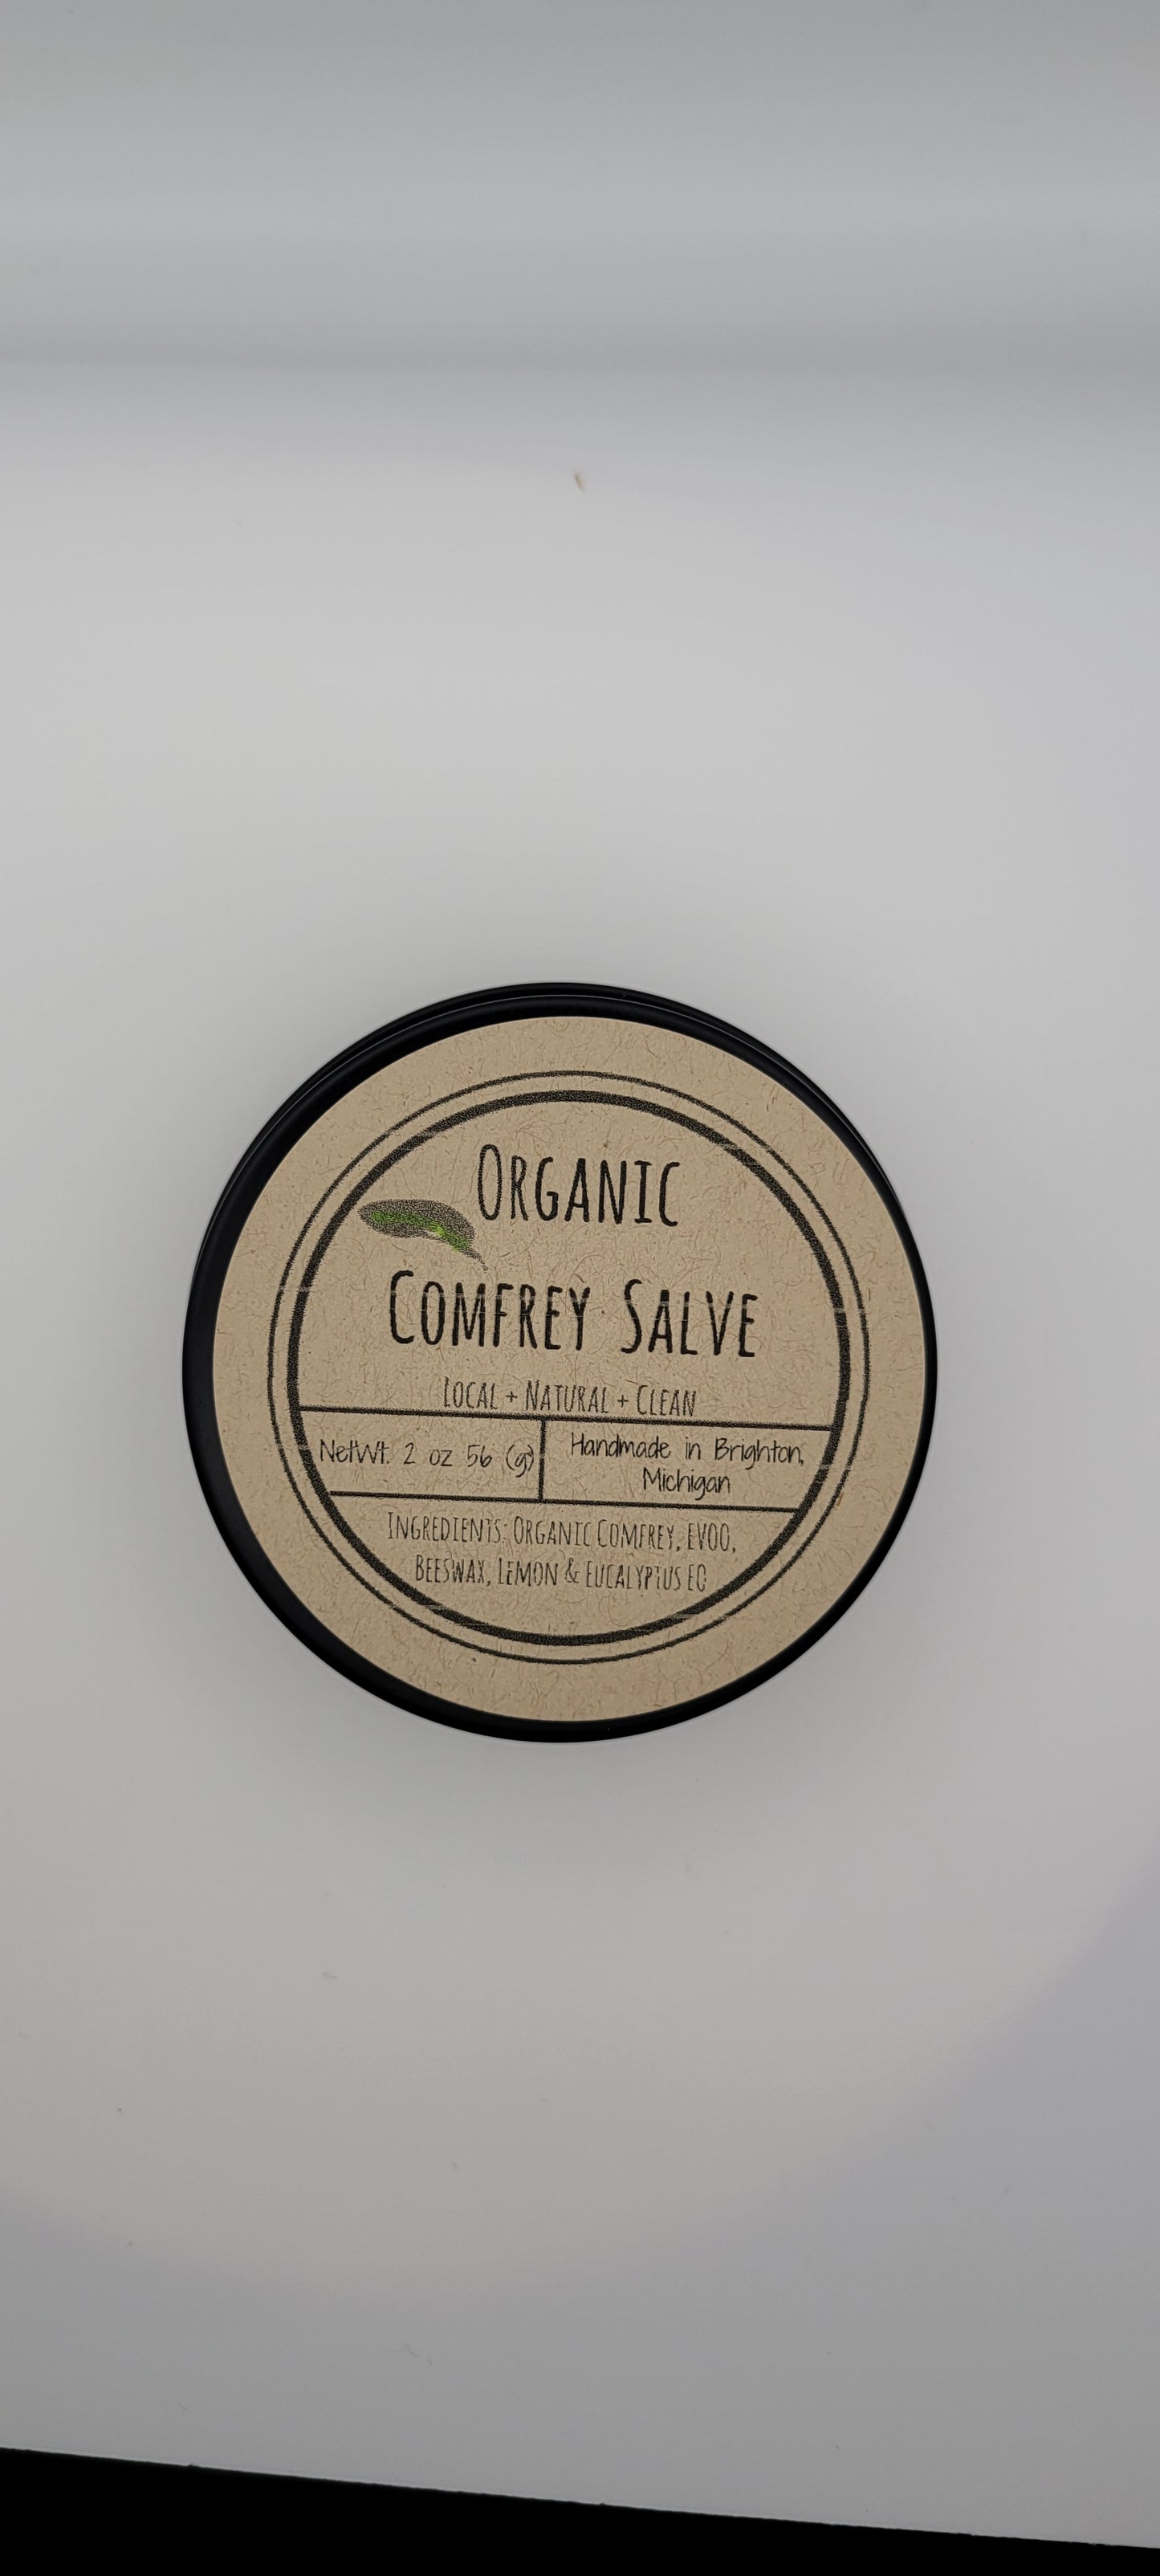 Organic
Comfrey Salve
Local + Natural + Clean
NetWt. 2 oz 56 (g)
Handmade in Brighton,
Michigan
Ingredients: Organic Comfrey, EVOO,
Beeswax, Lemon & Eucalyptus EO